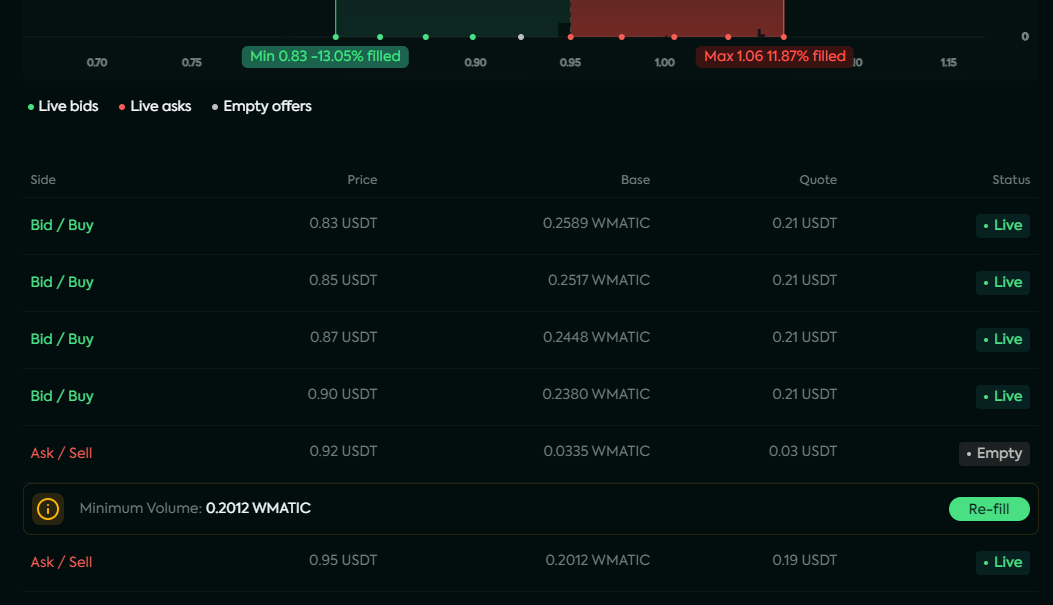 0
Min 0.83 -13.05% filled
Max 1.06 11.87% filled
0.70 0.75 0.90 0.95 1.00 1.15
Live bids Live asks Empty offers
Side Price Base Quote Status
Bid / Buy 0.83 USDT 0.2589 WMATIC 0.21 USDT Live
Bid / Buy 0.85 USDT 0.2517 WMATIC 0.21 USDT Live
Bid / Buy 0.87 USDT 0.2448 WMATIC 0.21 USDT Live
Bid / Buy 0.90 USDT 0.2380 WMATIC 0.21 USDT Live
Ask / Sell 0.92 USDT 0.0335 WMATIC 0.03 USDT Empty
Minimum Volume: 0.2012 WMATIC Re-fill
Ask / Sell 0.95 USDT 0.2012 WMATIC 0.19 USDT Live